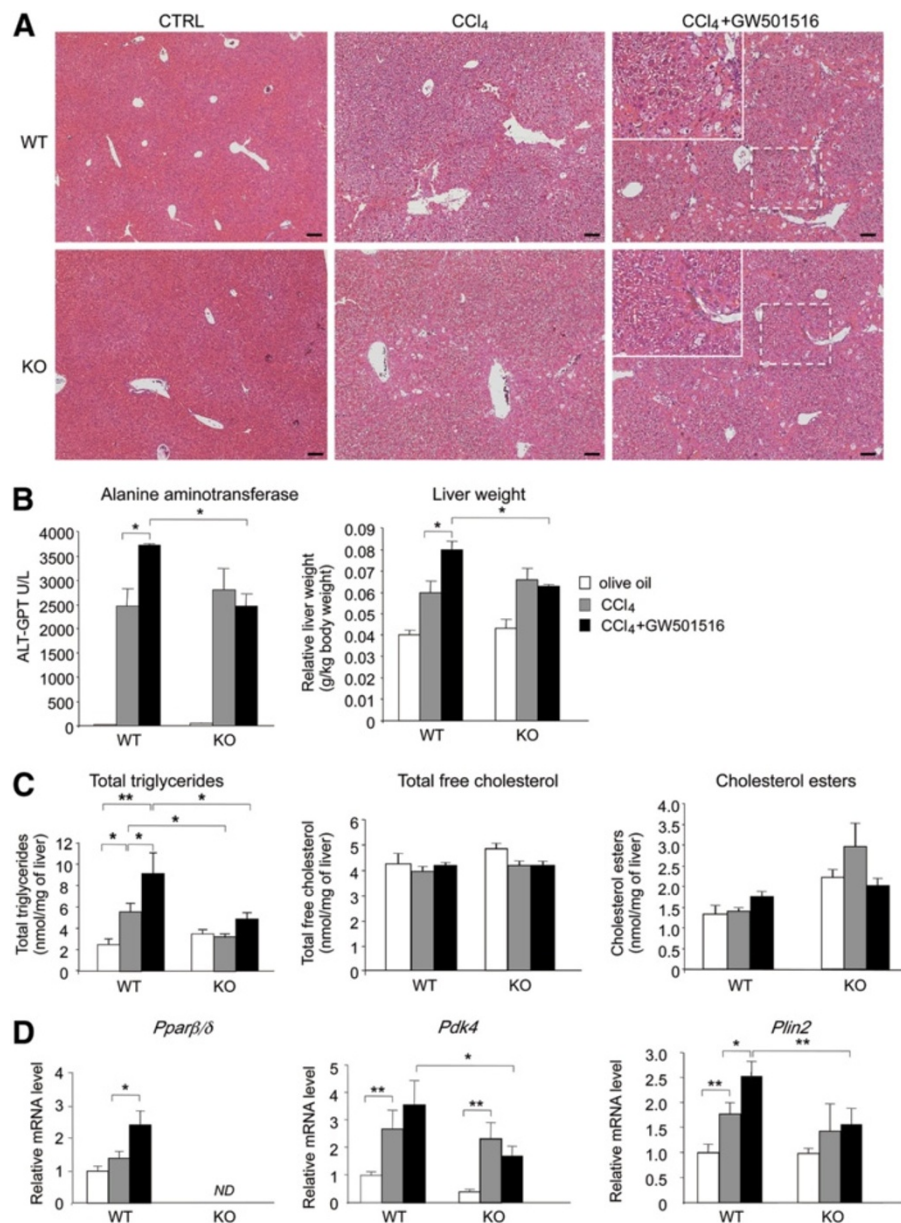 A
CTRL
CCl₄
CCl₄+GW501516
WT
KO
B
Alanine aminotransferase
*
*
4000
3500
3000
2500
2000
1500
1000
500
0
ALT-GPT U/L
WT
KO
Liver weight
*
*
0.09
0.08
0.07
0.06
0.05
0.04
0.03
0.02
0.01
0
Relative liver weight
(g/kg body weight)
WT
KO
olive oil
CCl₄
CCl₄+GW501516
C
Total triglycerides
**
*
*
*
*
12
10
8
6
4
2
0
Total triglycerides
(nmol/mg of liver)
WT
KO
Total free cholesterol
6
5
4
3
2
1
0
Total free cholesterol
(nmol/mg of liver)
WT
KO
Cholesterol esters
4.0
3.0
2.5
2.0
1.5
1.5
0.5
0
Cholesterol esters
(nmol/mg of liver)
WT
KO
D
Pparβ/δ
*
5
4
3
2
1
0
Relative mRNA level
ND
WT
KO
Pdk4
*
**
**
5
4
3
2
1
0
Relative mRNA level
WT
KO
Plin2
*
**
**
3.0
2.5
2.0
1.5
1.0
0.5
0
Relative mRNA level
WT
KO